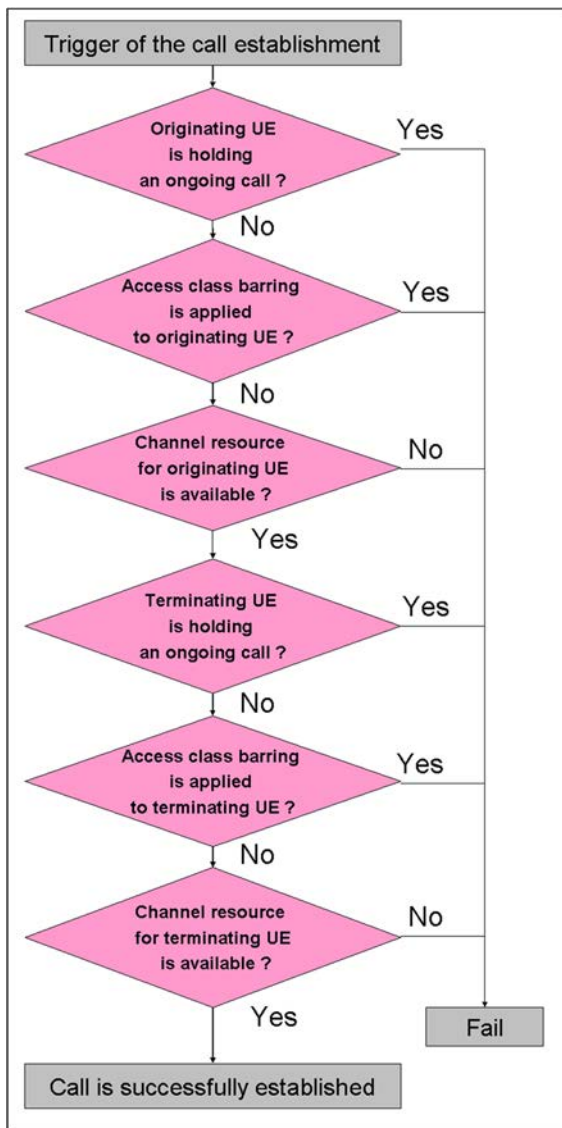 Trigger of the call establishment
Originating UE
is holding
an ongoing call ?
Yes
No
Access class barring
is applied
to originating UE ?
Yes
No
Channel resource
for originating UE
is available ?
No
Yes
Terminating UE
is holding
an ongoing call ?
Yes
No
Access class barring
is applied
to terminating UE ?
Yes
No
Channel resource
for terminating UE
is available ?
No
Yes
Fail
Call is successfully established